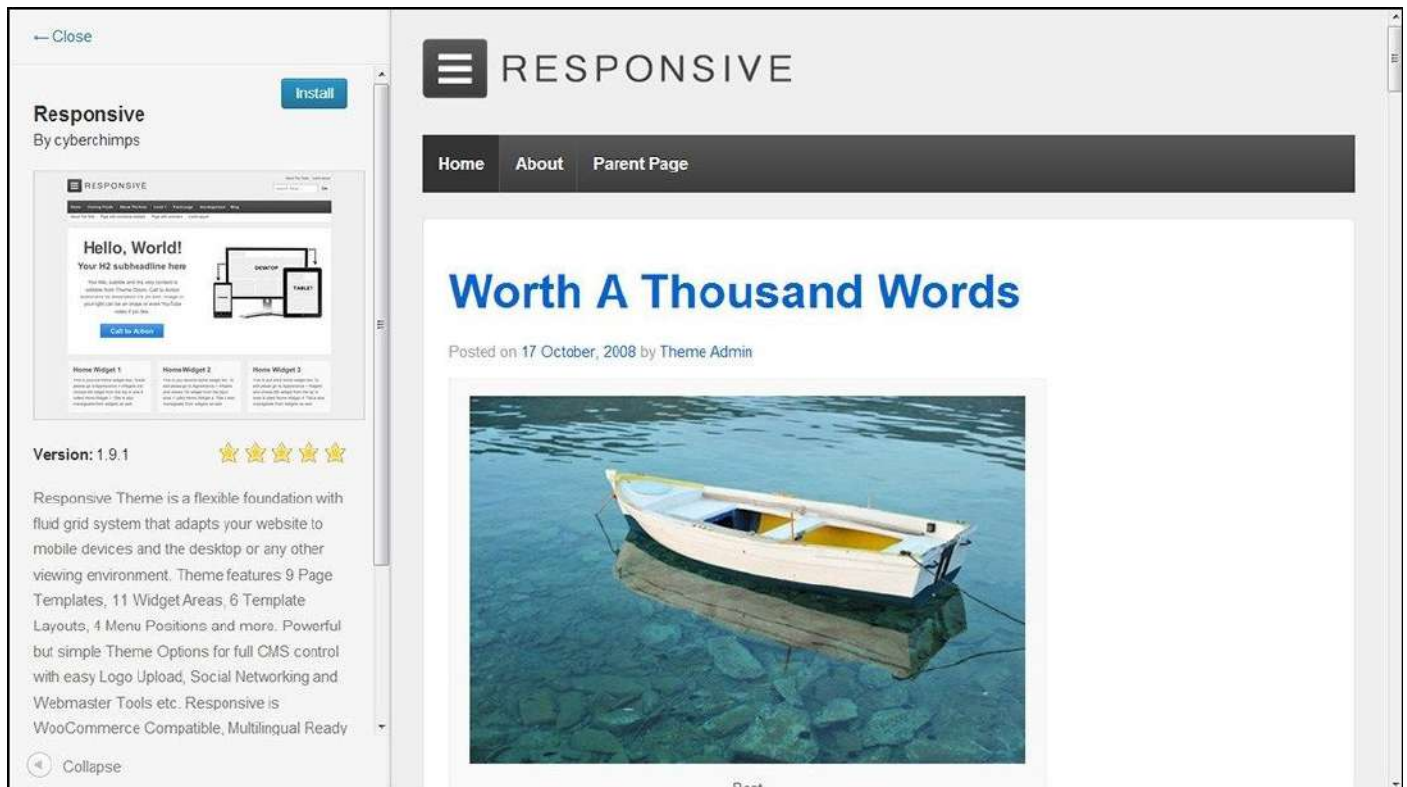 ← Close
Install
Responsive
By cyberchimps
RESPONSIVE
Hello, World!
Your H2 subheadline here
DESKTOP
TABLET
Call to Action
Home Widget 1
Home Widget 2
Home Widget 3
Version: 1.9.1
Responsive Theme is a flexible foundation with
fluid grid system that adapts your website to
mobile devices and the desktop or any other
viewing environment. Theme features 9 Page
Templates, 11 Widget Areas, 6 Template
Layouts, 4 Menu Positions and more. Powerful
but simple Theme Options for full CMS control
with easy Logo Upload, Social Networking and
Webmaster Tools etc. Responsive is
WooCommerce Compatible, Multilingual Ready
Collapse
RESPONSIVE
Home About Parent Page
Worth A Thousand Words
Posted on 17 October, 2008 by Theme Admin